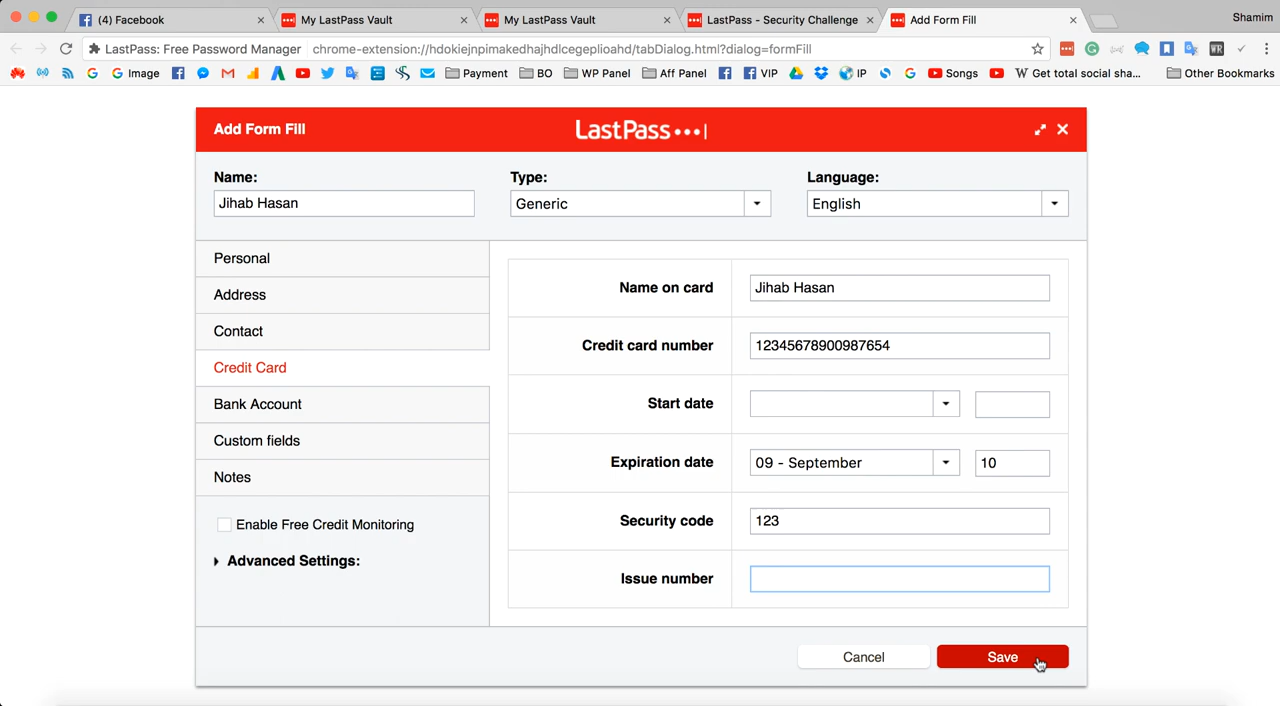 (4) Facebook
My LastPass Vault
My LastPass Vault
LastPass - Security Challenge
Add Form Fill
Shamim
LastPass: Free Password Manager
chrome-extension://hdokiejnpimakedhajhdlcegeplioahd/tabDialog.html?dialog=formFill
Image
Payment
BO
WP Panel
Aff Panel
VIP
IP
Songs
W Get total social sha...
Other Bookmarks
Add Form Fill
LastPass
Name:
Type:
Language:
Jihab Hasan
Generic
English
Personal
Address
Contact
Credit Card
Bank Account
Custom fields
Notes
Enable Free Credit Monitoring
Advanced Settings:
Name on card
Jihab Hasan
Credit card number
12345678900987654
Start date
Expiration date
09 - September
10
Security code
123
Issue number
Cancel
Save